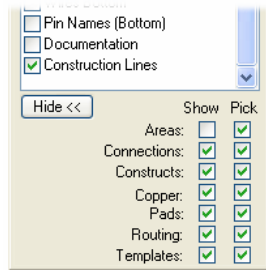 Pin Names (Bottom)
Documentation
Construction Lines
Hide << Show Pick
Areas:
Connections:
Constructs:
Copper:
Pads:
Routing:
Templates: